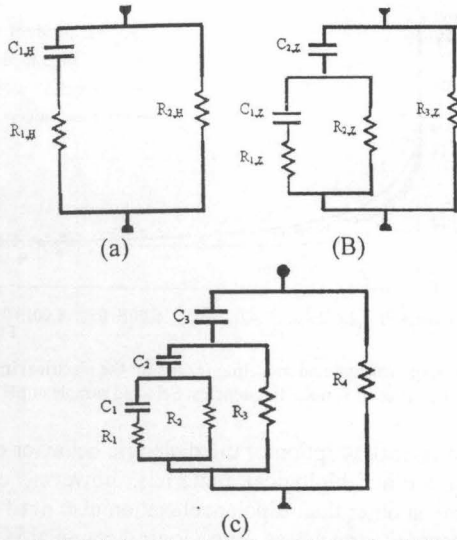 C1,H
R1,H
R2,H
(a)
C2,Z
C1,Z
R1,Z
R2,Z
R3,Z
(B)
C3
C2
C1
R1
R2
R3
R4
(c)